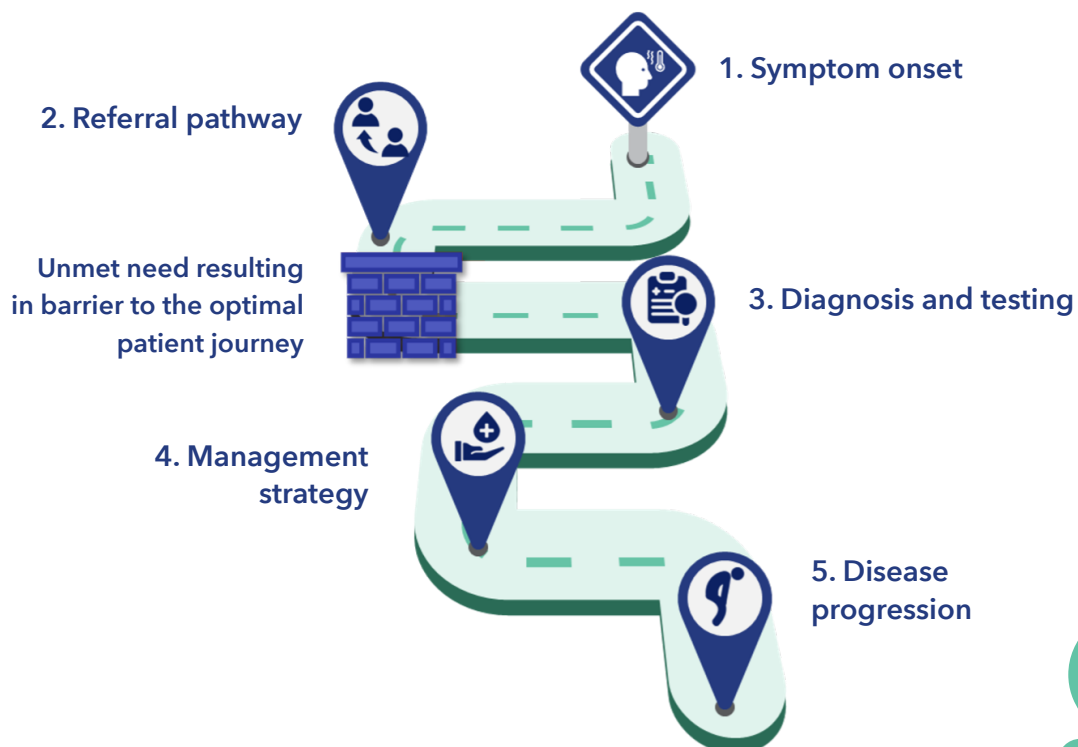 1. Symptom onset
2. Referral pathway
Unmet need resulting
in barrier to the optimal
patient journey
3. Diagnosis and testing
4. Management
strategy
5. Disease
progression